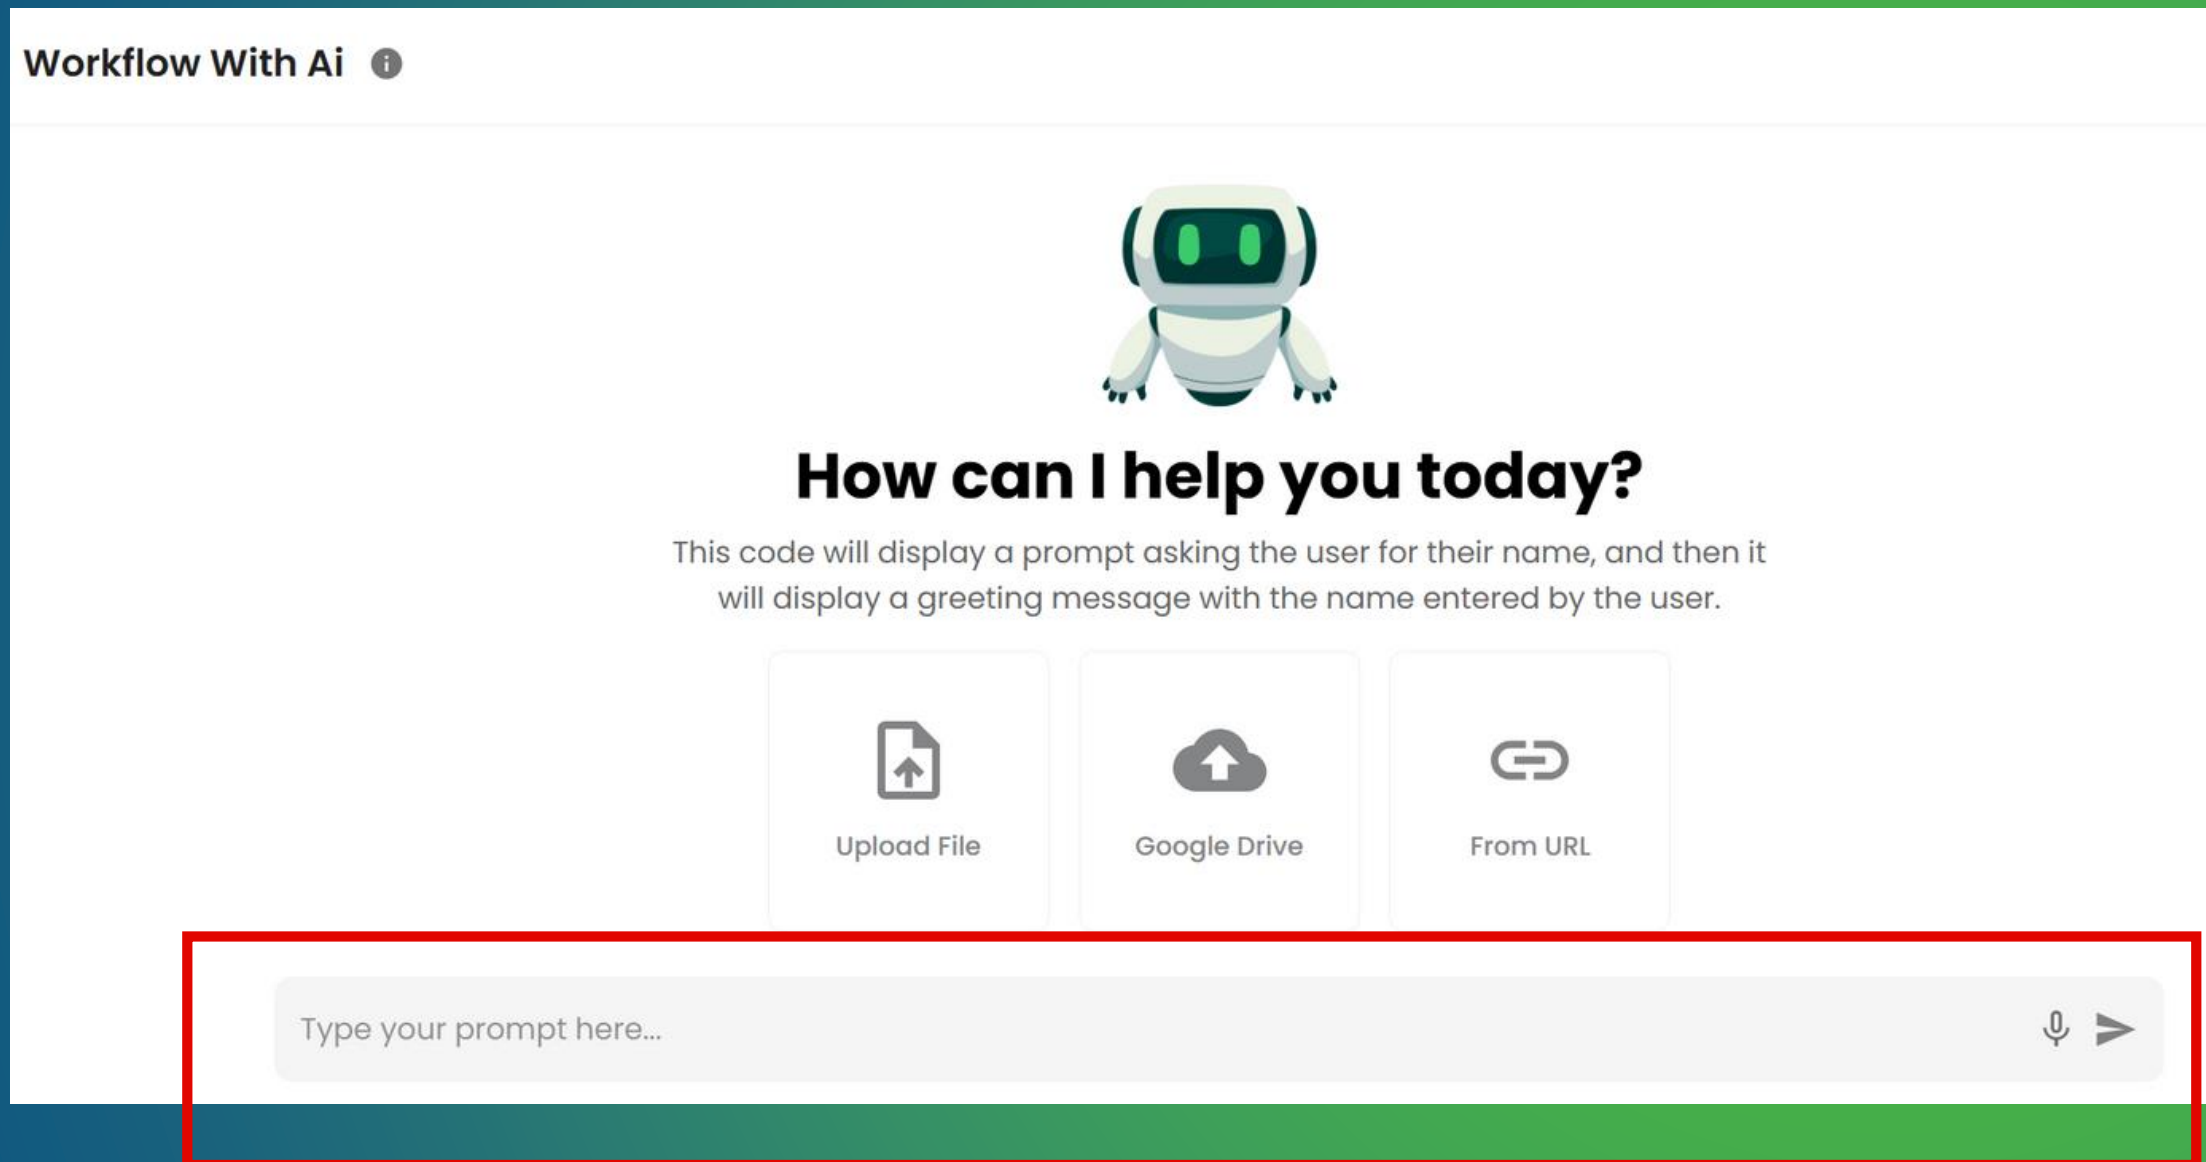 Workflow With Ai
How can I help you today?
This code will display a prompt asking the user for their name, and then it
will display a greeting message with the name entered by the user.
Upload File
Google Drive
From URL
Type your prompt here...